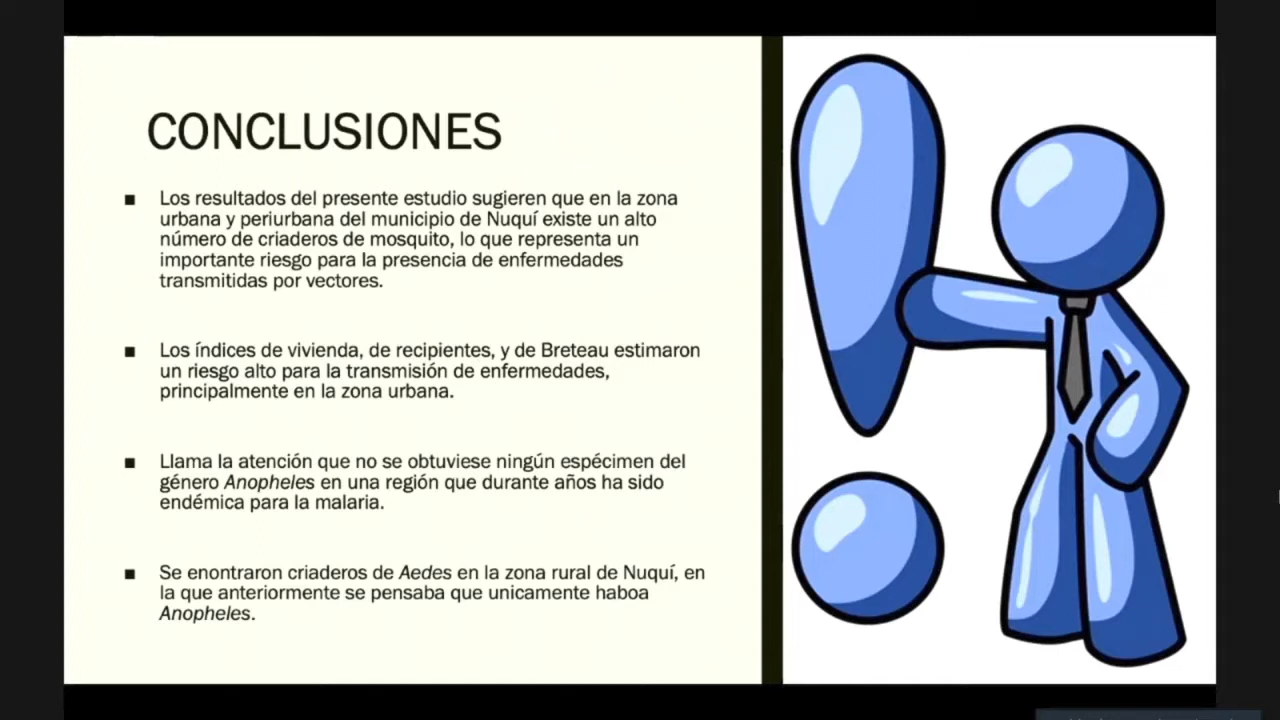 CONCLUSIONES
■ Los resultados del presente estudio sugieren que en la zona
urbana y periurbana del municipio de Nuquí existe un alto
número de criaderos de mosquito, lo que representa un
importante riesgo para la presencia de enfermedades
transmitidas por vectores.
■ Los índices de vivienda, de recipientes, y de Breteau estimaron
un riesgo alto para la transmisión de enfermedades,
principalmente en la zona urbana.
■ Llama la atención que no se obtuviese ningún espécimen del
género Anopheles en una región que durante años ha sido
endémica para la malaria.
■ Se enontraron criaderos de Aedes en la zona rural de Nuquí, en
la que anteriormente se pensaba que unicamente haboa
Anopheles.